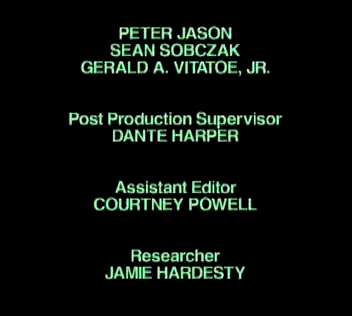 PETER JASON
SEAN SOBCZAK
GERALD A. VITATOE, JR.
Post Production Supervisor
DANTE HARPER
Assistant Editor
COURTNEY POWELL
Researcher
JAMIE HARDESTY